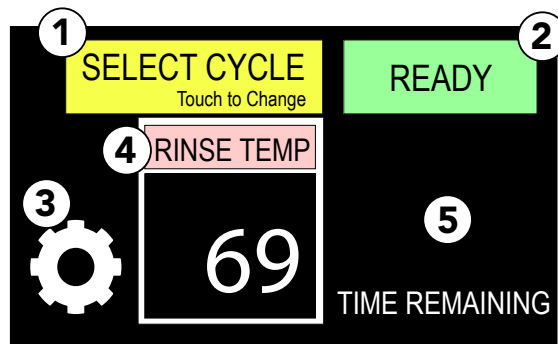 1
2
SELECT CYCLE
Touch to Change
READY
4
RINSE TEMP
3
5
69
TIME REMAINING